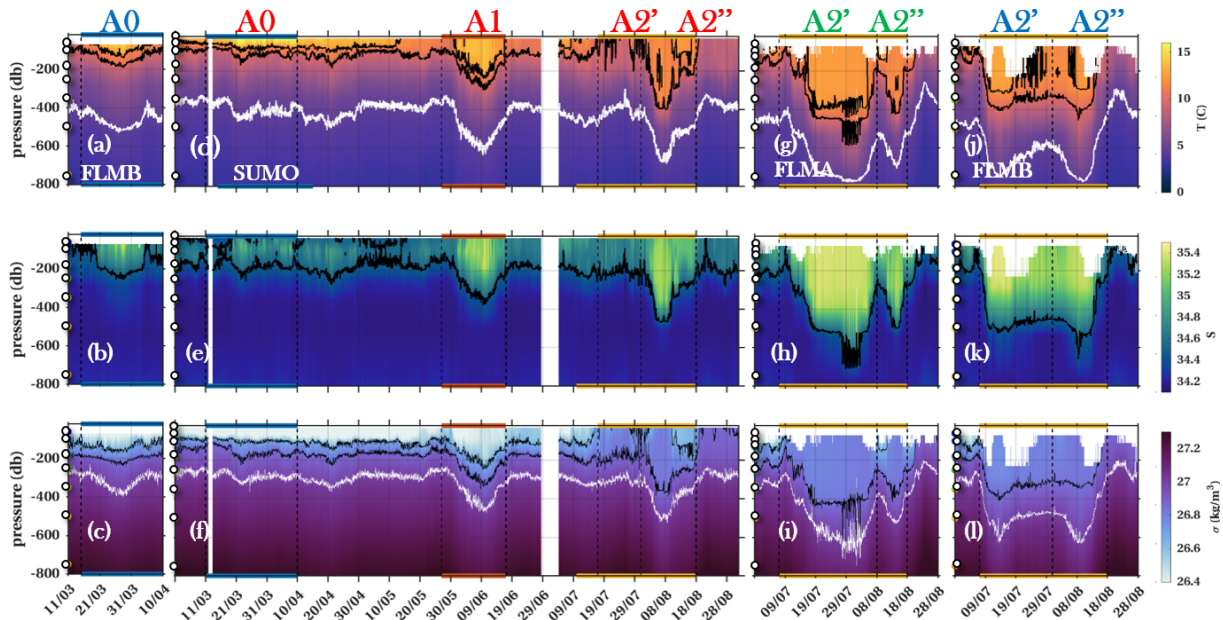 A0 A0 A1 A2’ A2” A2’ A2” A2’ A2”
pressure (db)
-200
-400
-600
-800
(a)
FLMB
(d)
SUMO
(g)
FLMA
(j)
FLMB
15
10
5
0
T (C)
pressure (db)
-200
-400
-600
-800
(b)
(e)
(h)
(k)
35.4
35.2
35
34.8
34.6
34.4
34.2
S
pressure (db)
-200
-400
-600
-800
(c)
(f)
(i)
(l)
27.2
27
26.8
26.6
26.4
σ (kg/m³)
11/03 21/03 31/03 10/04 11/03 21/03 31/03 10/04 20/04 30/04 10/05 20/05 30/05 09/06 19/06 09/07 19/07 29/07 08/08 18/08 28/08 09/07 19/07 29/07 08/08 18/08 28/08 09/07 19/07 29/07 08/08 18/08 28/08